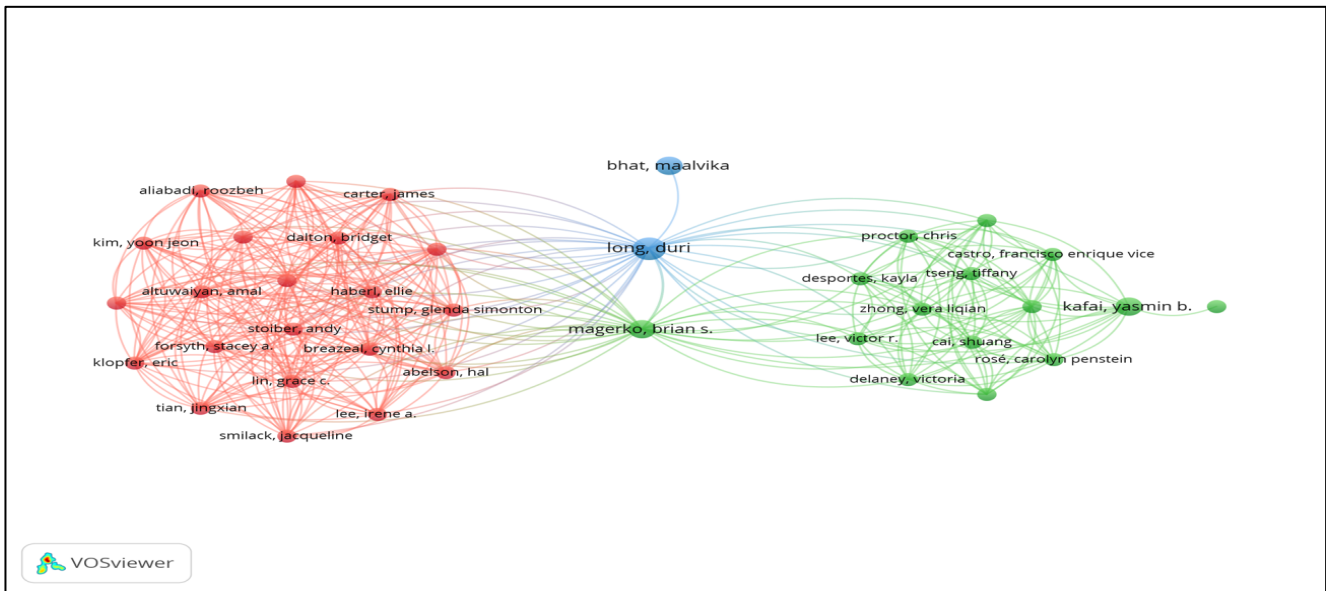 bhat, maalvika
aliabadi, roozbeh
carter, james
kim, yoon jeon
dalton, bridget
long, duri
proctor, chris
castro, francisco enrique vice
altuwaiyan, amal
haberl, ellie
stump, glenda simonton
desportes, kayla
tseng, tiffany
zhong, vera liqian
kafai, yasmin b.
stoiber, andy
magerko, brian s.
forsyth, stacey a.
breazeal, cynthia l.
lee, victor r.
cai, shuang
klopfer, eric
abelson, hal
rosé, carolyn penstein
lin, grace c.
delaney, victoria
tian, jingxian
lee, irene a.
smilack, jacqueline
VOSviewer